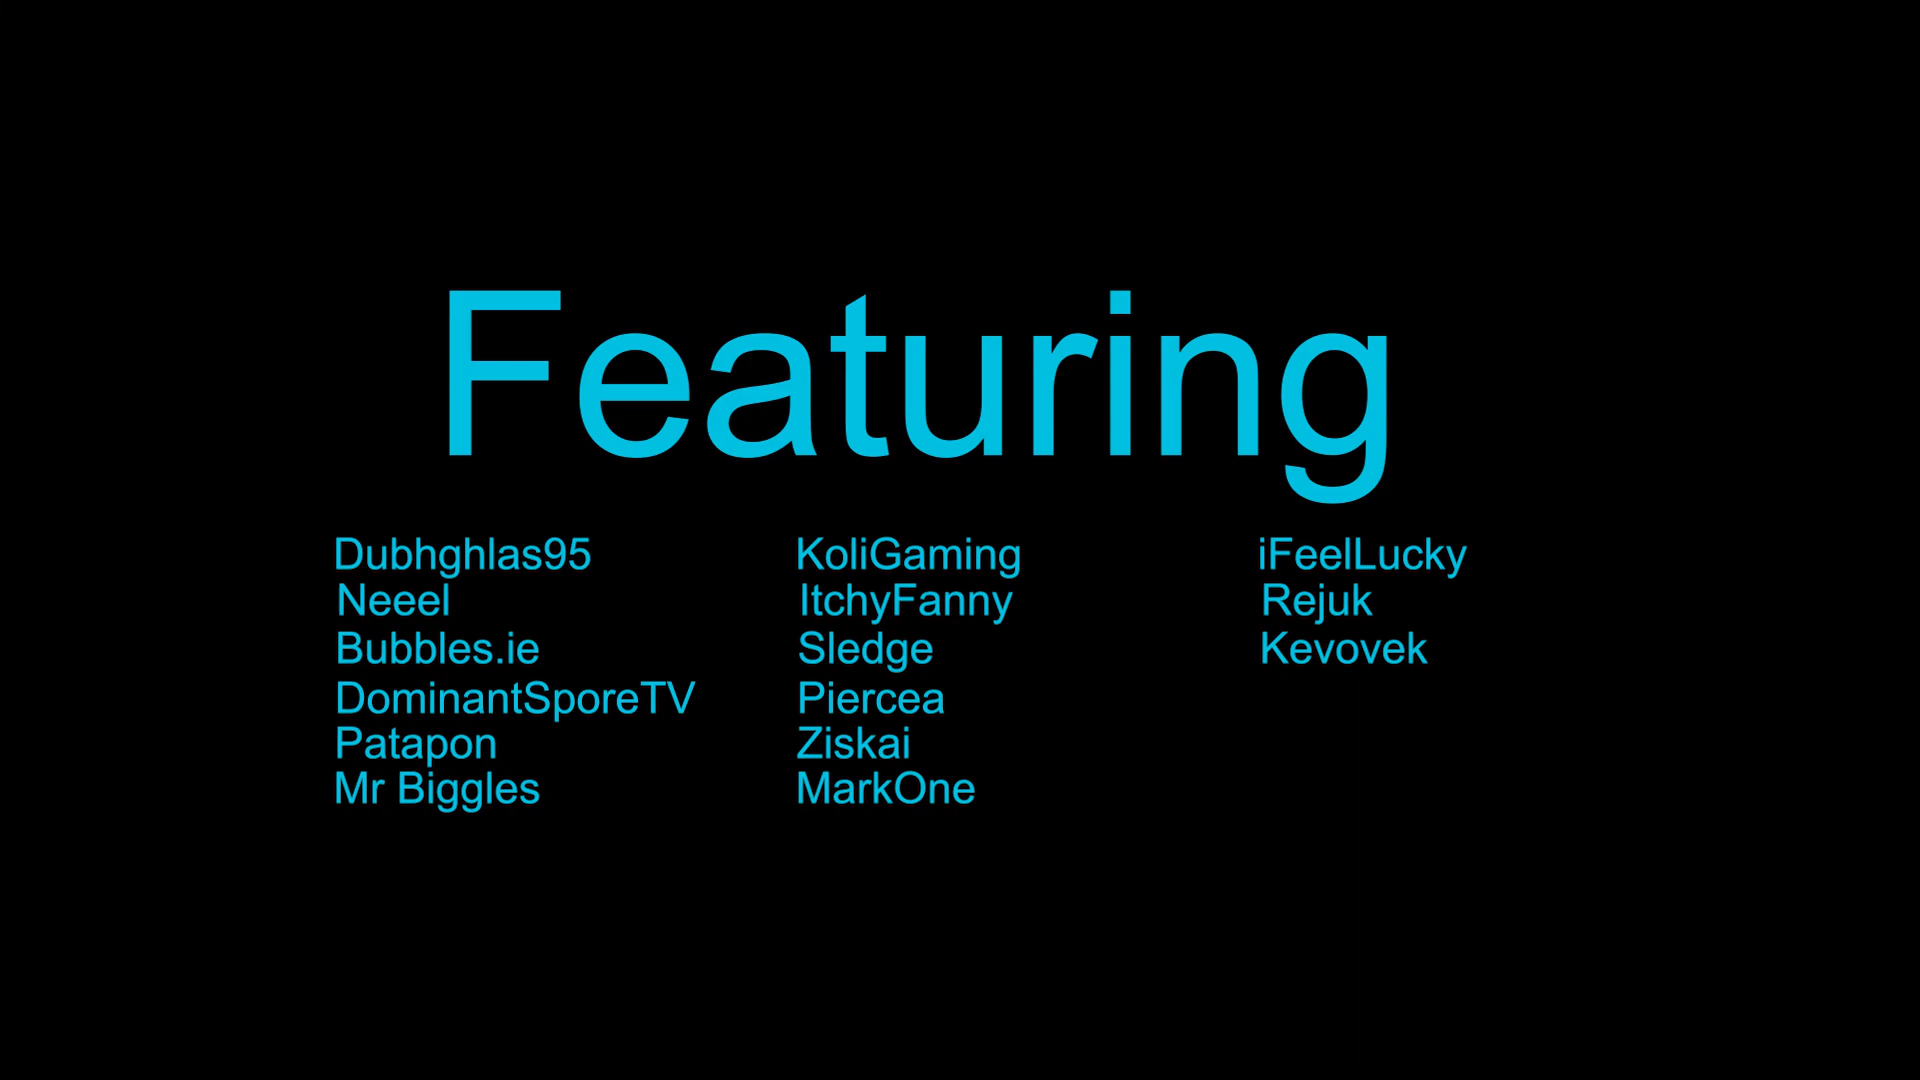 Featuring
Dubhghlas95
Neeel
Bubbles.ie
DominantSporeTV
Patapon
Mr Biggles
KoliGaming
ItchyFanny
Sledge
Piercea
Ziskai
MarkOne
iFeelLucky
Rejuk
Kevovek